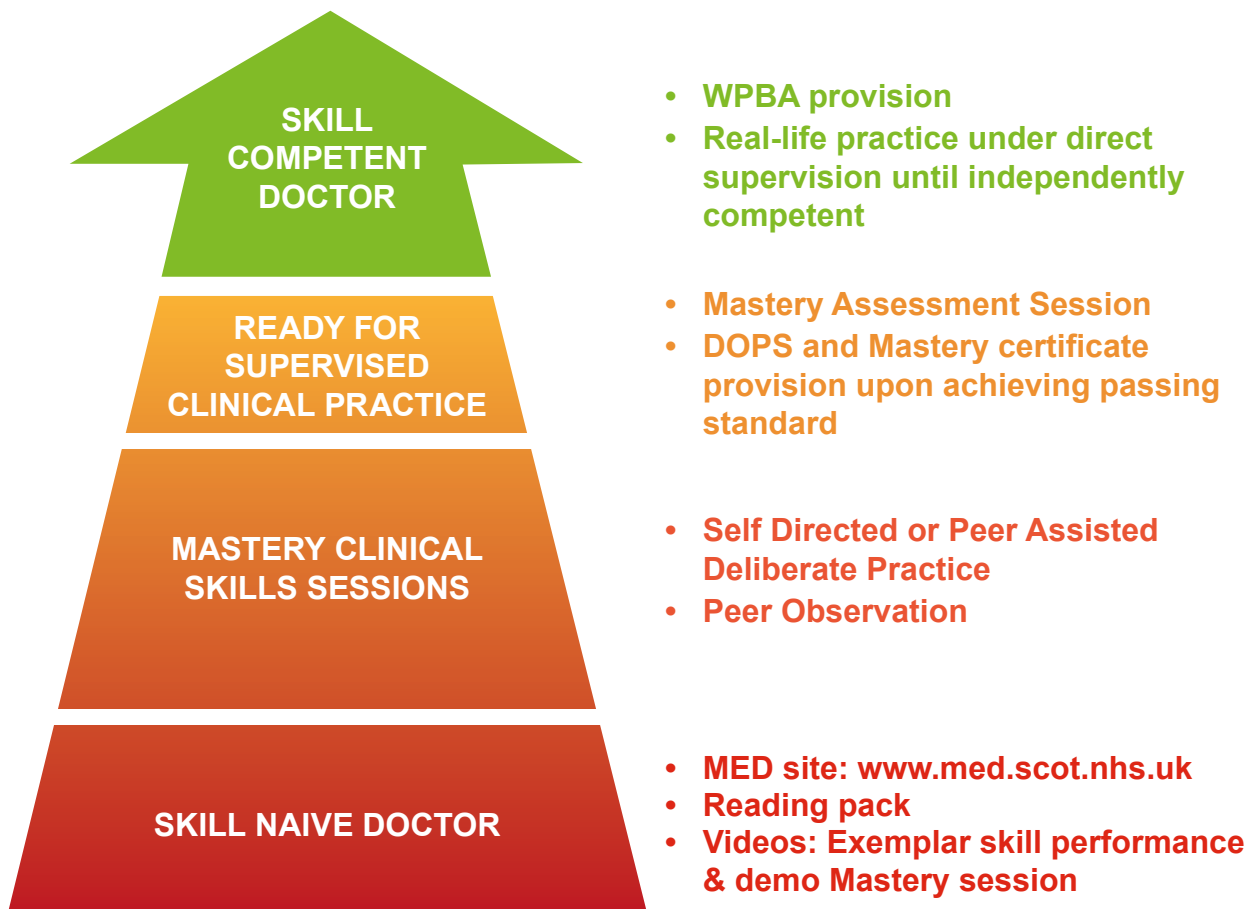 SKILL
COMPETENT
DOCTOR
• WPBA provision
• Real-life practice under direct
supervision until independently
competent
READY FOR
SUPERVISED
CLINICAL PRACTICE
• Mastery Assessment Session
• DOPS and Mastery certificate
provision upon achieving passing
standard
MASTERY CLINICAL
SKILLS SESSIONS
• Self Directed or Peer Assisted
Deliberate Practice
• Peer Observation
SKILL NAIVE DOCTOR
• MED site: www.med.scot.nhs.uk
• Reading pack
• Videos: Exemplar skill performance
& demo Mastery session